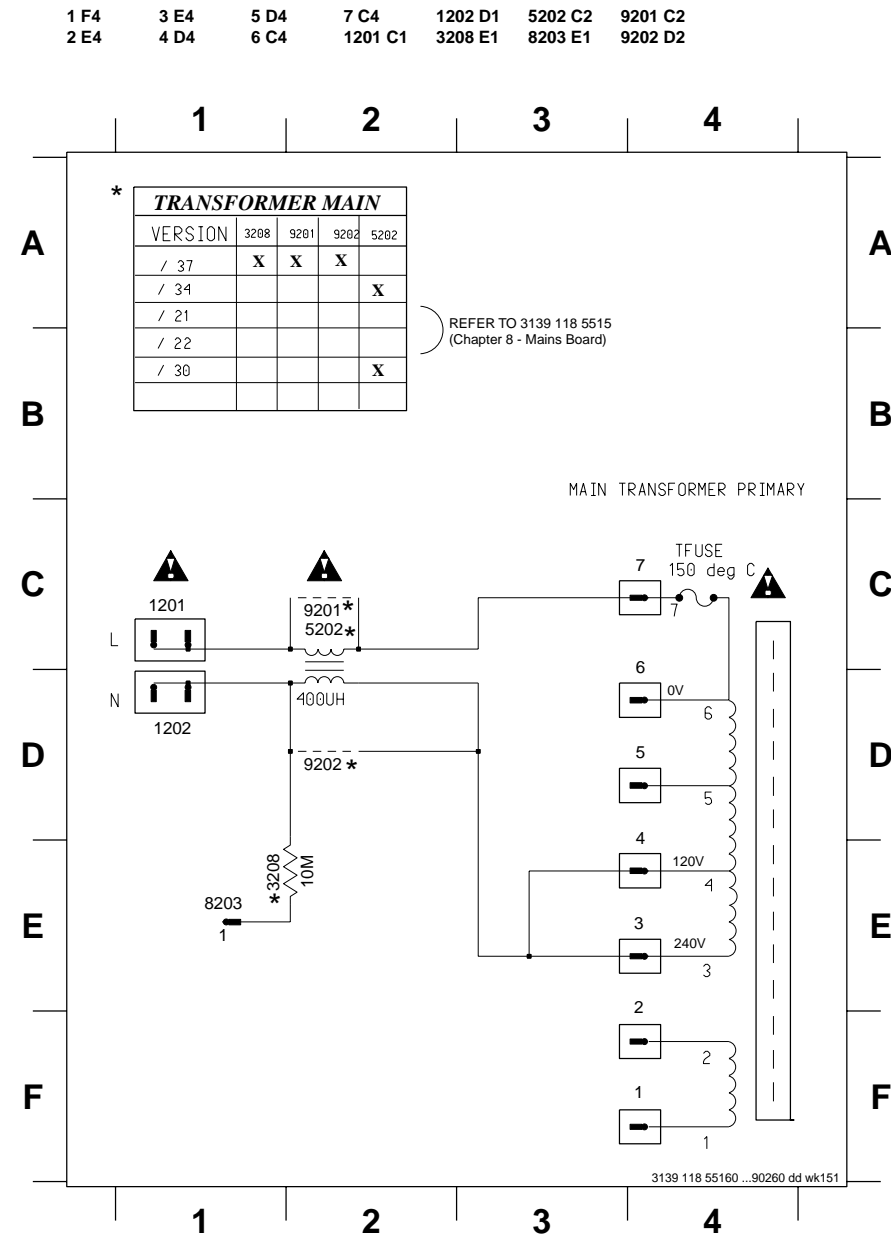 1 F4 3 E4 5 D4 7 C4 1202 D1 5202 C2 9201 C2
2 E4 4 D4 6 C4 1201 C1 3208 E1 8203 E1 9202 D2
1 2 3 4
* TRANSFORMER MAIN
VERSION 3208 9201 9202 5202
/ 37 X X X
/ 34 X
/ 21
/ 22
/ 30 X
REFER TO 3139 118 5515
(Chapter 8 - Mains Board)
A A
B B
MAIN TRANSFORMER PRIMARY
TFUSE
150 deg C
7
7
C C
1201
9201*
5202*
L
N
400UH
1202
6
0V
6
D D
9202 *
5
5
4
120V
4
*3208
10M
8203
1
E E
3
240V
3
2
2
F F
1
1
3139 118 55160 ...90260 dd wk151
1 2 3 4